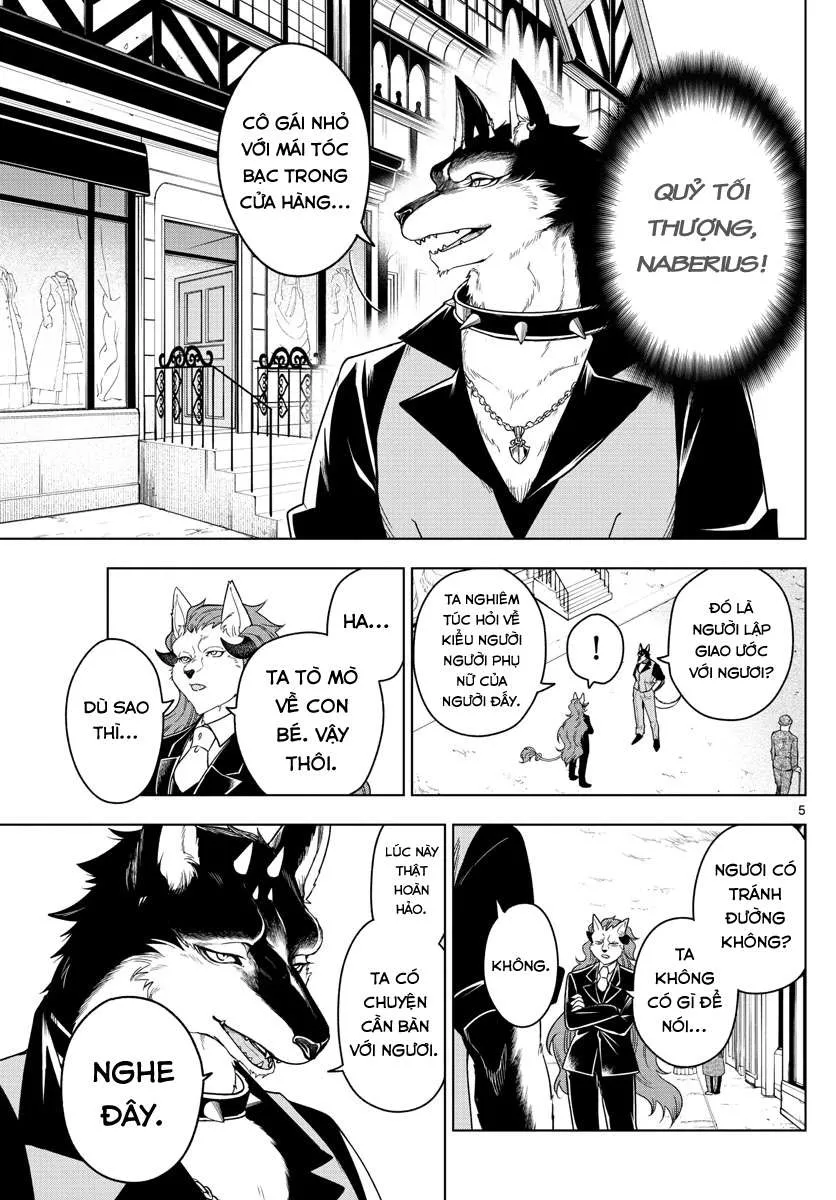 QUỶ TỐI
THƯỢNG,
NABERIUS!
CÔ GÁI NHỎ
VỚI MÁI TÓC
BẠC TRONG
CỬA HÀNG...
ĐÓ LÀ
NGƯỜI LẬP
GIAO ƯỚC
VỚI NGƯƠI?
!
TA NGHIÊM
TÚC HỎI VỀ
KIỂU NGƯỜI
NGƯỜI PHỤ
NỮ CỦA
NGƯƠI ĐẤY.
HA...
TA TÒ MÒ
VỀ CON
BÉ. VẬY
THÔI.
DÙ SAO
THÌ...
5
NGƯƠI CÓ
TRÁNH
ĐƯỜNG
KHÔNG?
TA
KHÔNG
CÓ GÌ ĐỂ
NÓI...
KHÔNG.
LÚC NÀY
THẬT
HOÀN
HẢO.
TA CÓ
CHUYỆN
CẦN BÀN
VỚI NGƯƠI.
NGHE
ĐÂY.